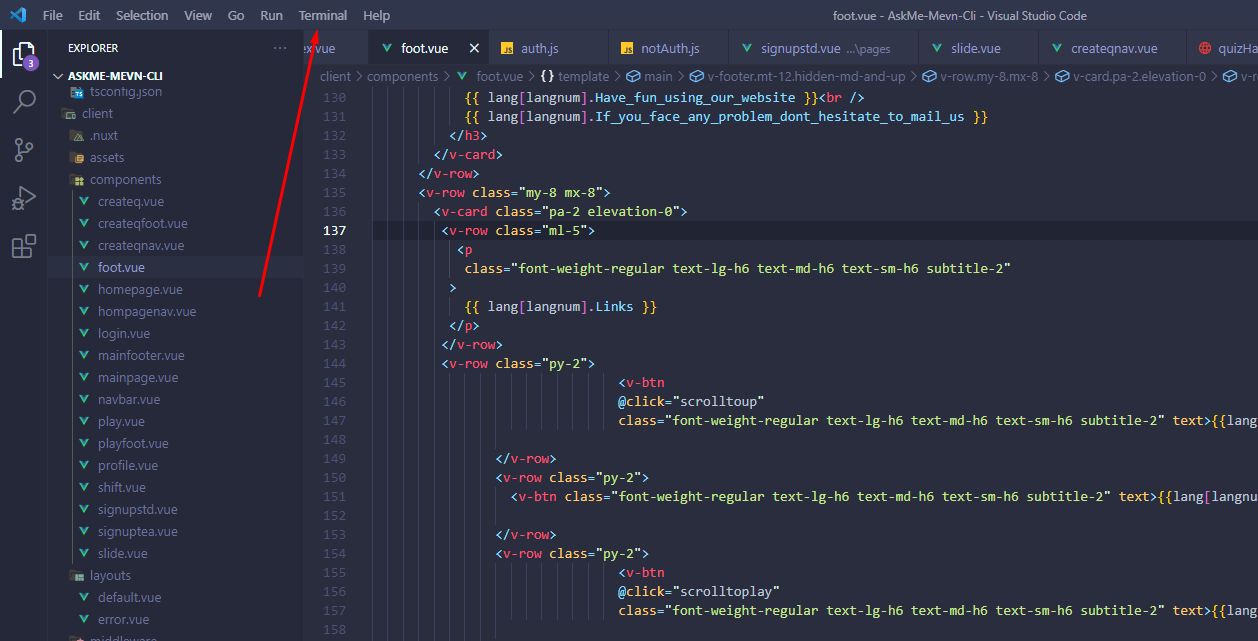 File Edit Selection View Go Run Terminal Help
foot.vue - AskMe-Mevn-Cli - Visual Studio Code
3
EXPLORER ...
ASKME-MEVN-CLI
tsconfig.json
client
.nuxt
assets
components
createq.vue
createqfoot.vue
createqnav.vue
foot.vue
homepage.vue
hompagenav.vue
login.vue
mainfooter.vue
mainpage.vue
navbar.vue
play.vue
playfoot.vue
profile.vue
shift.vue
signupstd.vue
signuptea.vue
slide.vue
layouts
default.vue
error.vue
middleware
ex.vue foot.vue JS auth.js JS notAuth.js signupstd.vue ...\pages slide.vue createqnav.vue quizHa
client > components > foot.vue > {} template > main > v-footer.mt-12.hidden-md-and-up > v-row.my-8.mx-8 > v-card.pa-2.elevation-0 > v-ro
130 {{ lang[langnum].Have_fun_using_our_website }}<br />
131 {{ lang[langnum].If_you_face_any_problem_dont_hesitate_to_mail_us }}
132 </h3>
133 </v-card>
134 </v-row>
135 <v-row class="my-8 mx-8">
136 <v-card class="pa-2 elevation-0">
137 <v-row class="ml-5">
138 <p
139 class="font-weight-regular text-lg-h6 text-md-h6 text-sm-h6 subtitle-2"
140 >
141 {{ lang[langnum].Links }}
142 </p>
143 </v-row>
144 <v-row class="py-2">
145 <v-btn
146 @click="scrolltoup"
147 class="font-weight-regular text-lg-h6 text-md-h6 text-sm-h6 subtitle-2" text>{{lang
148
149 </v-row>
150 <v-row class="py-2">
151 <v-btn class="font-weight-regular text-lg-h6 text-md-h6 text-sm-h6 subtitle-2" text>{{lang[langnu
152
153 </v-row>
154 <v-row class="py-2">
155 <v-btn
156 @click="scrolltoplay"
157 class="font-weight-regular text-lg-h6 text-md-h6 text-sm-h6 subtitle-2" text>{{lang
158